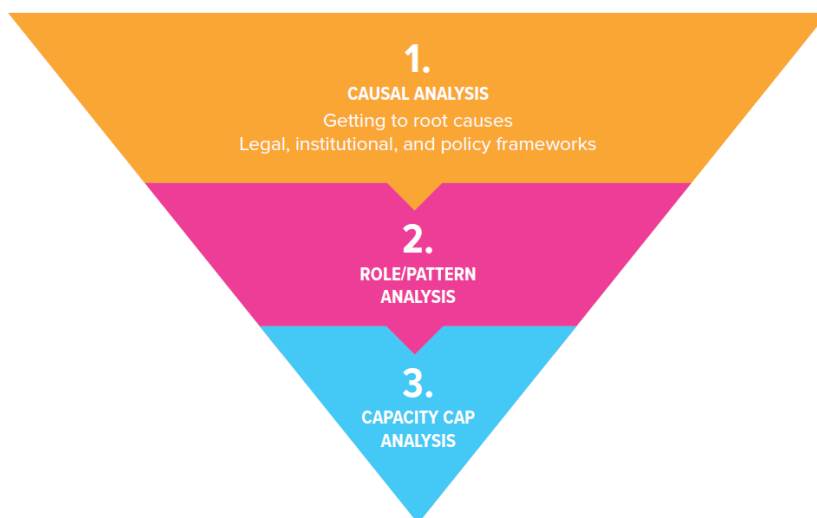 1.
CAUSAL ANALYSIS
Getting to root causes
Legal, institutional, and policy frameworks
2.
ROLE/PATTERN
ANALYSIS
3.
CAPACITY CAP
ANALYSIS